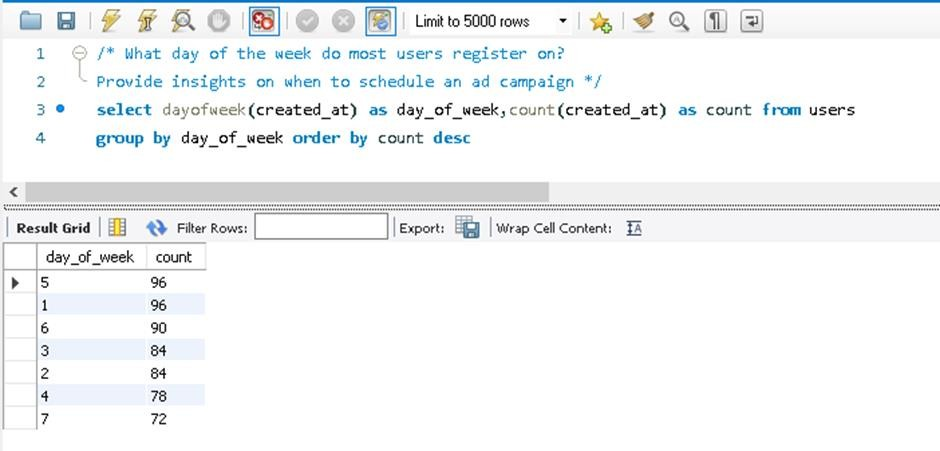 Limit to 5000 rows
1 /* What day of the week do most users register on?
2 Provide insights on when to schedule an ad campaign */
3 select dayofweek(created_at) as day_of_week,count(created_at) as count from users
4 group by day_of_week order by count desc
Result Grid Filter Rows: Export: Wrap Cell Content:
day_of_week count
5 96
1 96
6 90
3 84
2 84
4 78
7 72